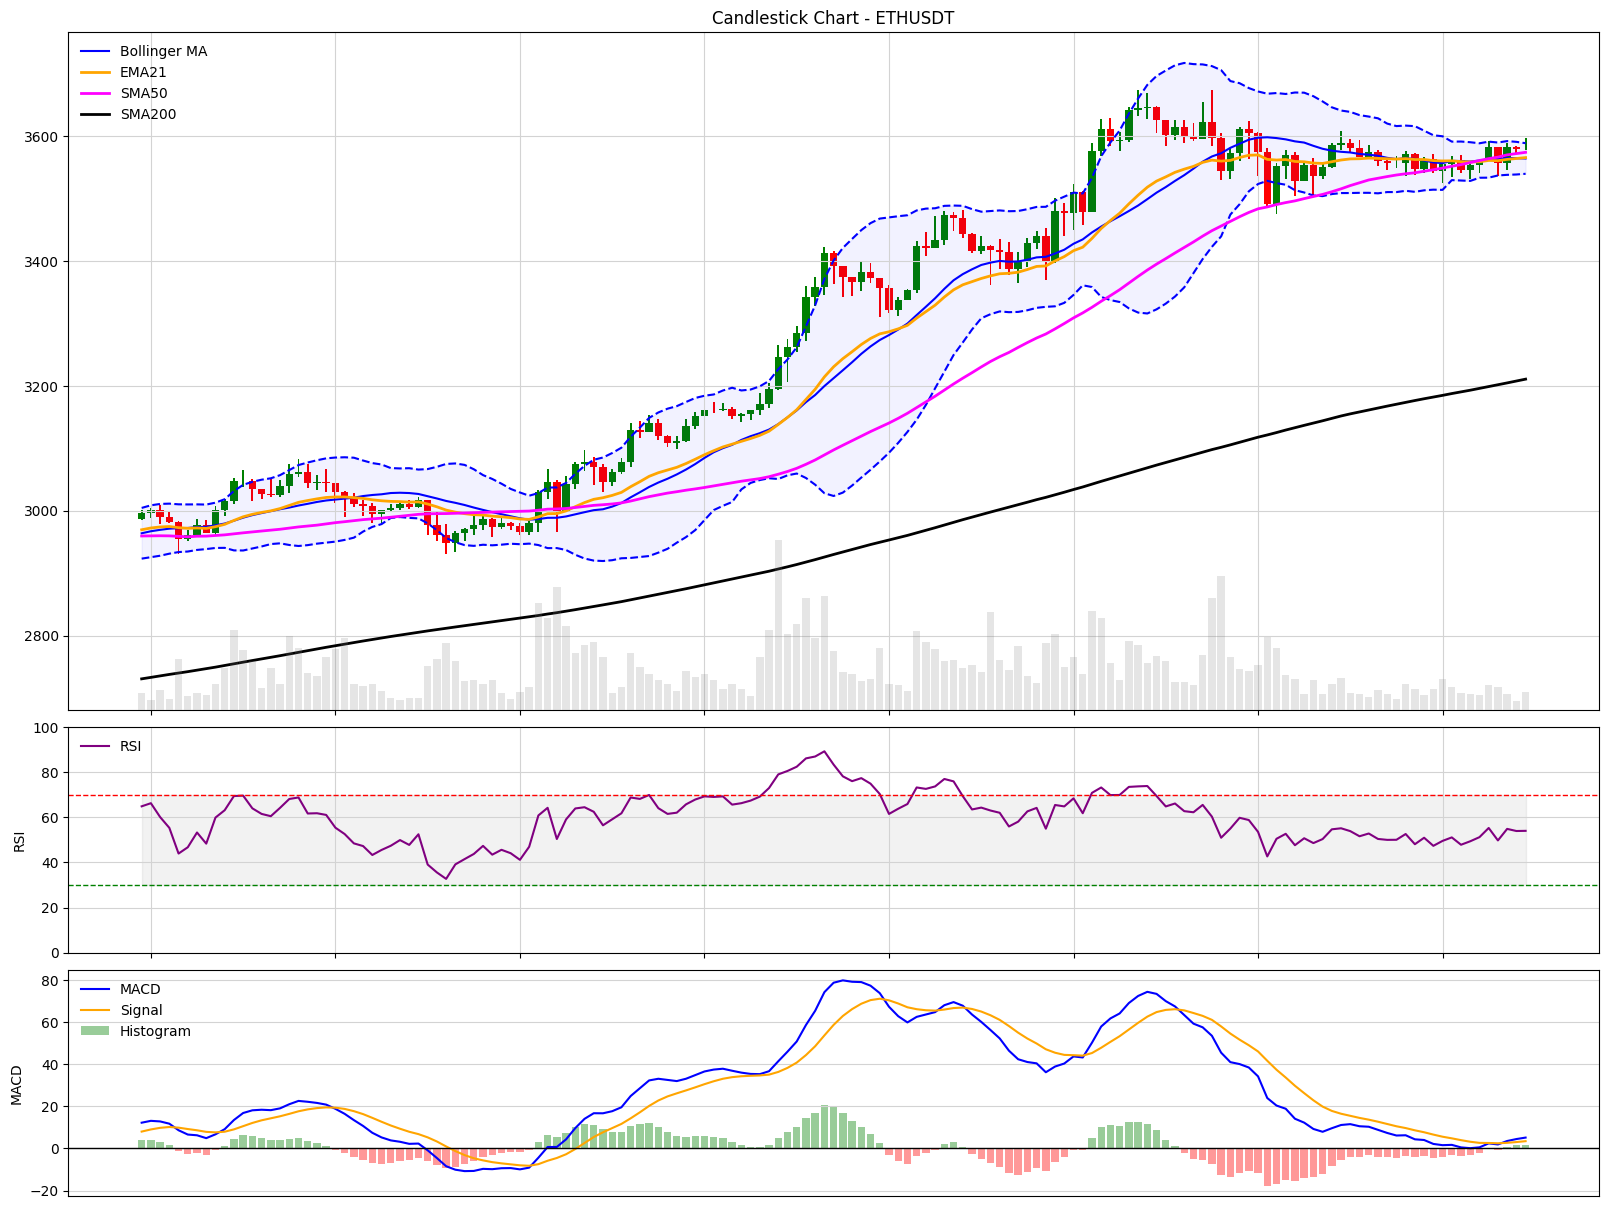 Candlestick Chart - ETHUSDT
Bollinger MA
EMA21
SMA50
SMA200
3600
3400
3200
3000
2800
100
80
60
40
20
0
RSI
RSI
80
60
40
20
0
−20
MACD
MACD
Signal
Histogram